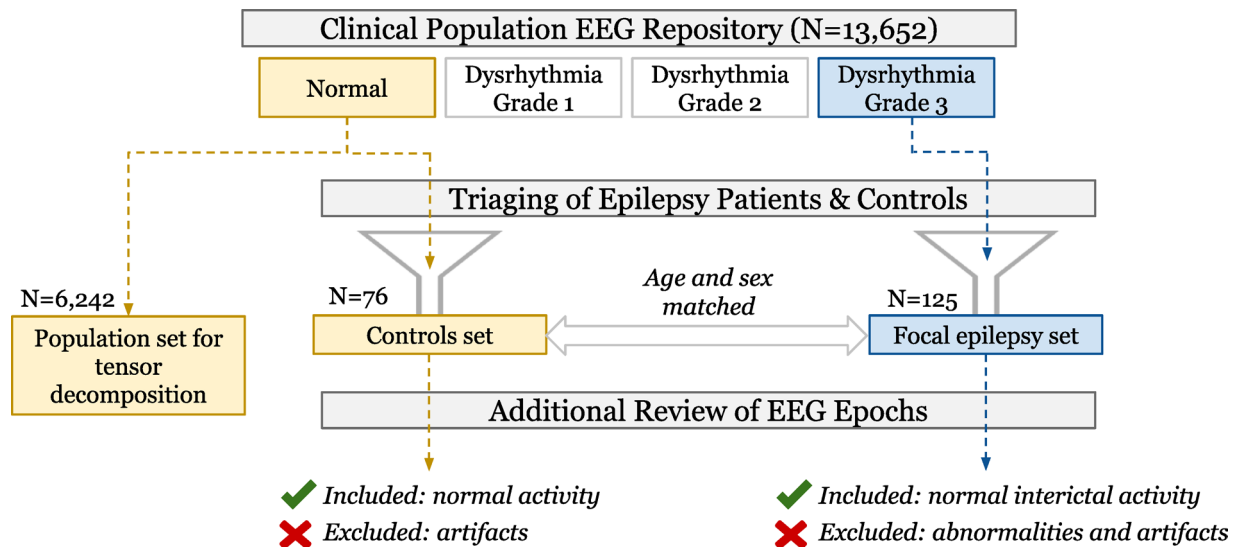 Clinical Population EEG Repository (N=13,652)
Normal
Dysrhythmia
Grade 1
Dysrhythmia
Grade 2
Dysrhythmia
Grade 3
Triaging of Epilepsy Patients & Controls
N=6,242
Population set for
tensor
decomposition
N=76
Controls set
Age and sex
matched
N=125
Focal epilepsy set
Additional Review of EEG Epochs
Included: normal activity
Excluded: artifacts
Included: normal interictal activity
Excluded: abnormalities and artifacts